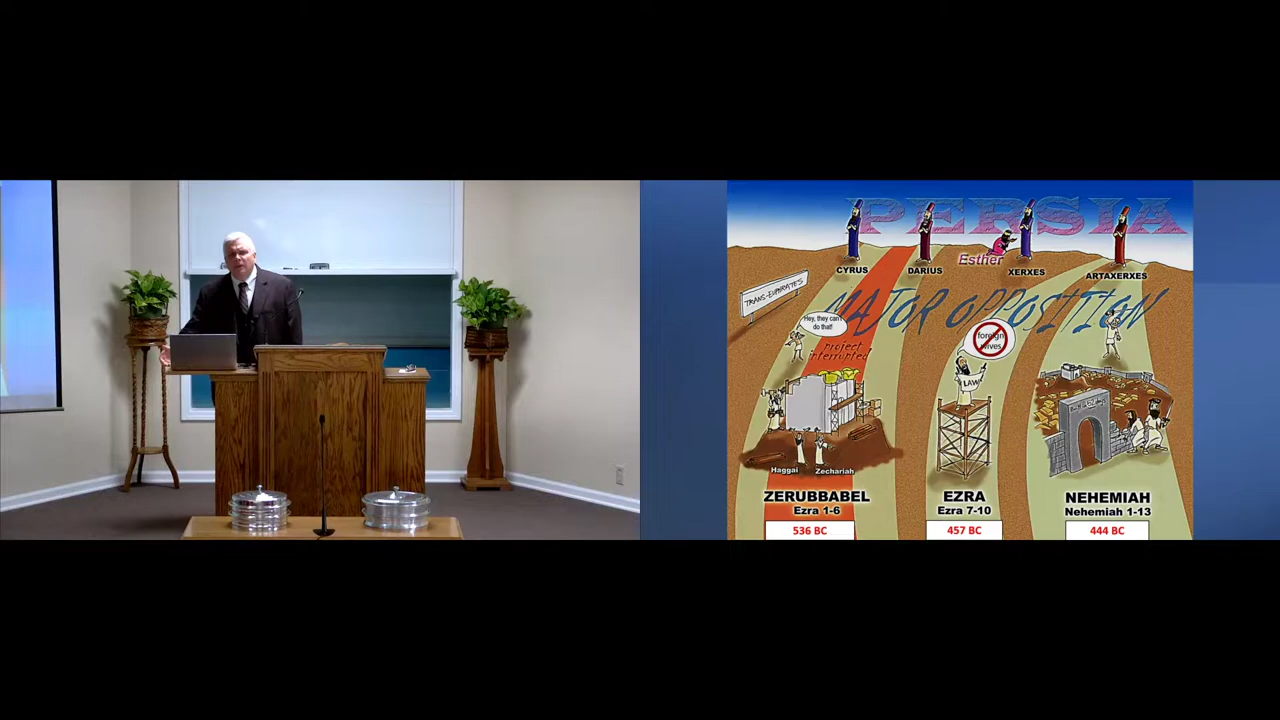 PERSIA
CYRUS
DARIUS
Esther
XERXES
ARTAXERXES
TRANS-EUPHRATES
MAJOR OPPOSITION
Hey, they can't
do that!
project
interrupted
foreign
wives
LAW
Haggai
Zechariah
ZERUBBABEL
Ezra 1-6
536 BC
EZRA
Ezra 7-10
457 BC
NEHEMIAH
Nehemiah 1-13
444 BC